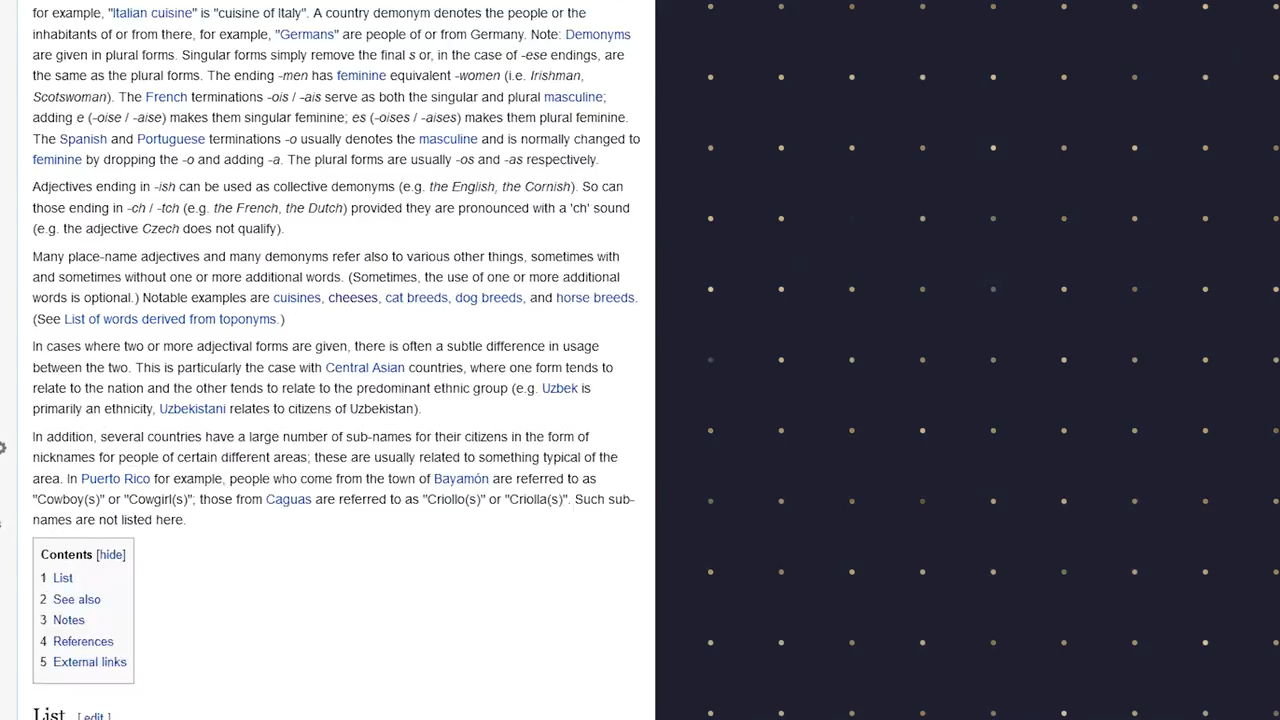 for example, "Italian cuisine" is "cuisine of Italy". A country demonym denotes the people or the
inhabitants of or from there, for example, "Germans" are people of or from Germany. Note: Demonyms
are given in plural forms. Singular forms simply remove the final s or, in the case of -ese endings, are
the same as the plural forms. The ending -men has feminine equivalent -women (i.e. Irishman,
Scotswoman). The French terminations -ois / -ais serve as both the singular and plural masculine;
adding e (-oise / -aise) makes them singular feminine; es (-oises / -aises) makes them plural feminine.
The Spanish and Portuguese terminations -o usually denotes the masculine and is normally changed to
feminine by dropping the -o and adding -a. The plural forms are usually -os and -as respectively.
Adjectives ending in -ish can be used as collective demonyms (e.g. the English, the Cornish). So can
those ending in -ch / -tch (e.g. the French, the Dutch) provided they are pronounced with a 'ch' sound
(e.g. the adjective Czech does not qualify).
Many place-name adjectives and many demonyms refer also to various other things, sometimes with
and sometimes without one or more additional words. (Sometimes, the use of one or more additional
words is optional.) Notable examples are cuisines, cheeses, cat breeds, dog breeds, and horse breeds.
(See List of words derived from toponyms.)
In cases where two or more adjectival forms are given, there is often a subtle difference in usage
between the two. This is particularly the case with Central Asian countries, where one form tends to
relate to the nation and the other tends to relate to the predominant ethnic group (e.g. Uzbek is
primarily an ethnicity, Uzbekistani relates to citizens of Uzbekistan).
In addition, several countries have a large number of sub-names for their citizens in the form of
nicknames for people of certain different areas; these are usually related to something typical of the
area. In Puerto Rico for example, people who come from the town of Bayamón are referred to as
"Cowboy(s)" or "Cowgirl(s)"; those from Caguas are referred to as "Criollo(s)" or "Criolla(s)". Such sub-
names are not listed here.
Contents [hide]
1 List
2 See also
3 Notes
4 References
5 External links
List [ edit ]